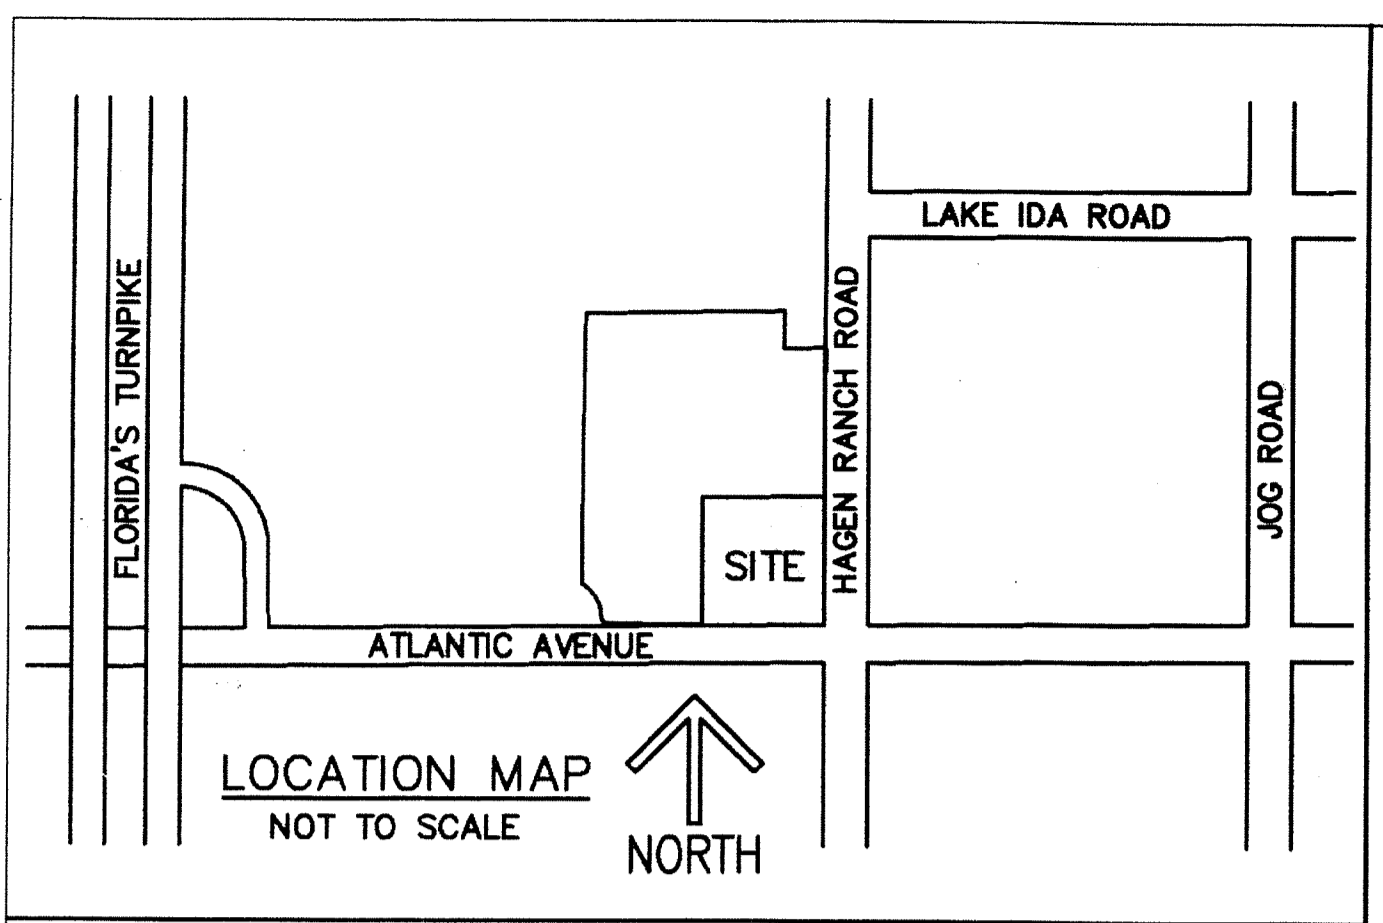 LAKE IDA ROAD
FLORIDA'S TURNPIKE
HAGEN RANCH ROAD
JOG ROAD
SITE
ATLANTIC AVENUE
LOCATION MAP
NOT TO SCALE
NORTH